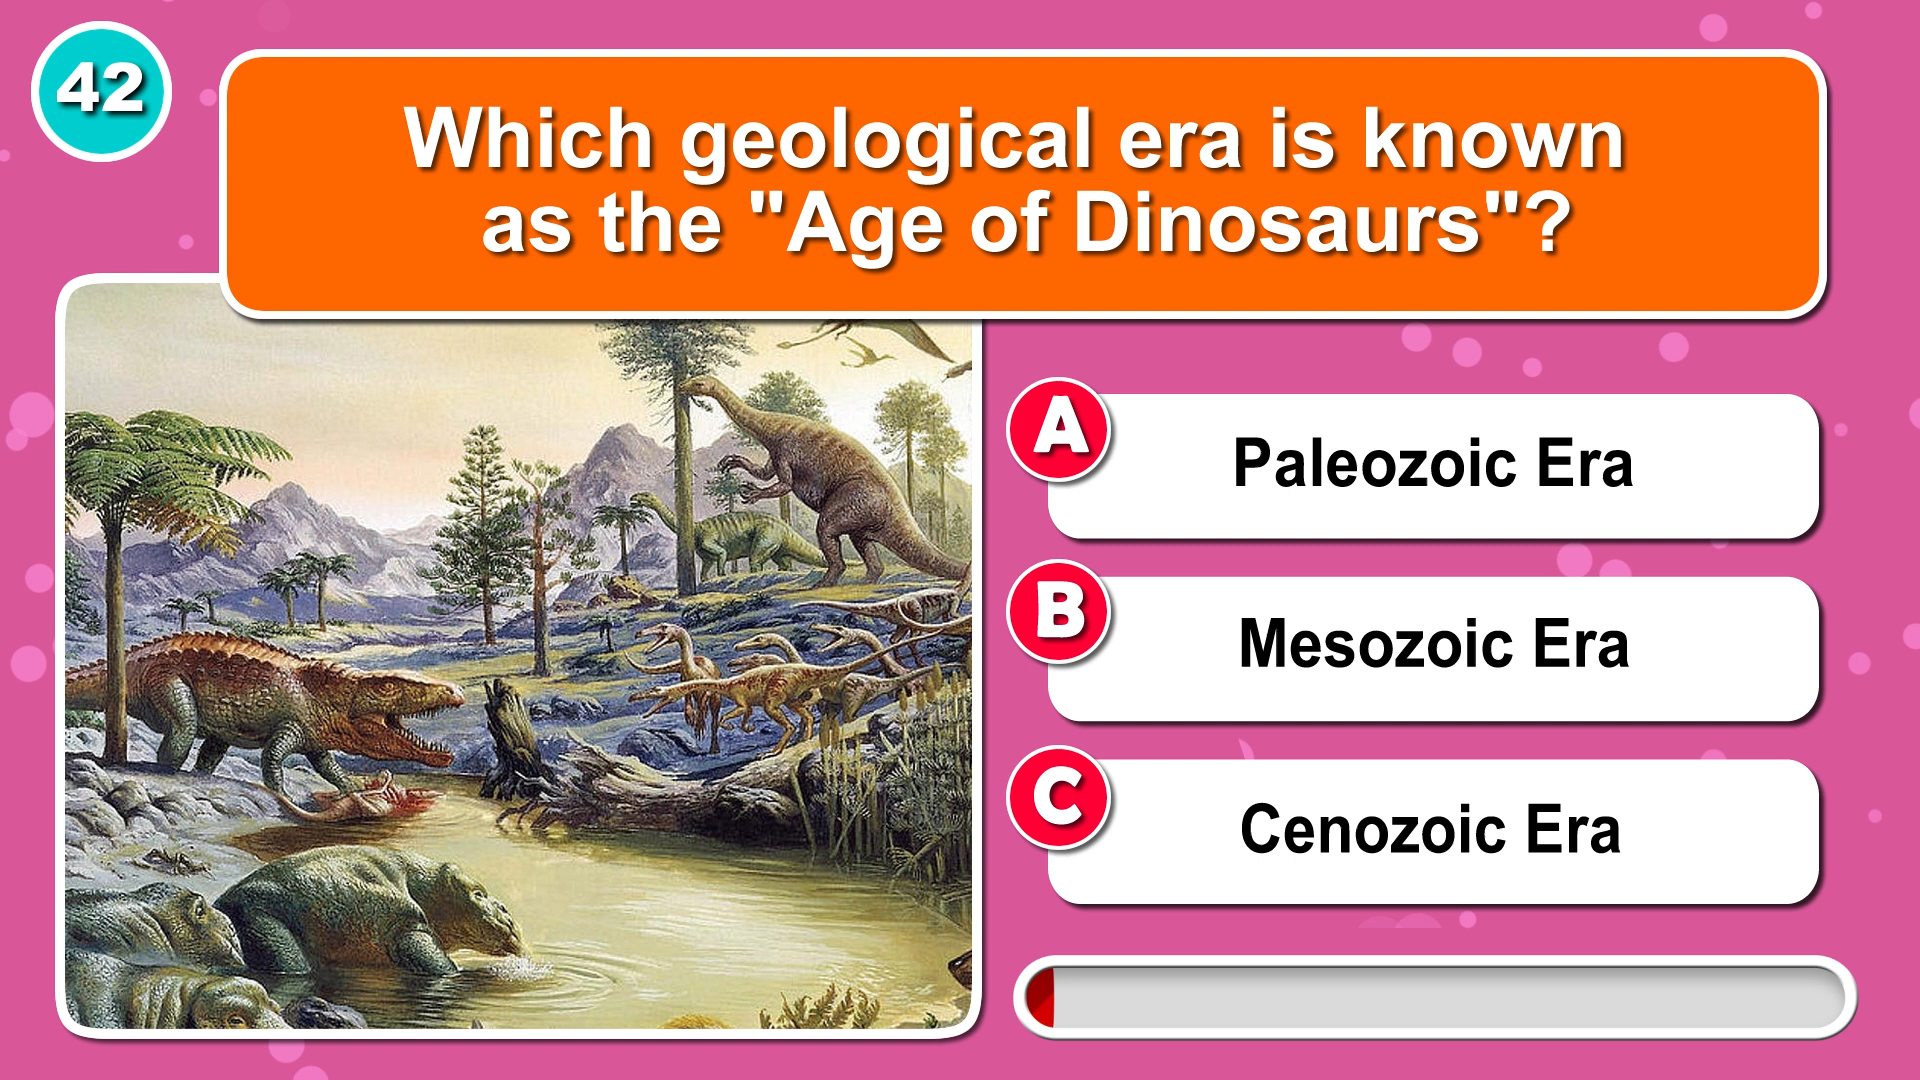 42
Which geological era is known
as the "Age of Dinosaurs"?
A
Paleozoic Era
B
Mesozoic Era
C
Cenozoic Era